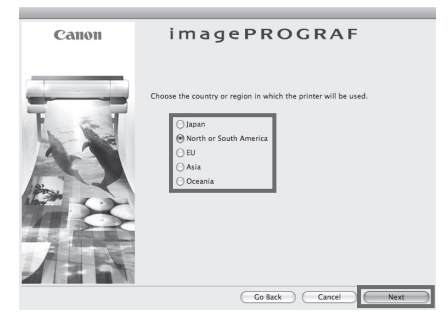 Canon
imagePROGRAF
Choose the country or region in which the printer will be used.
Japan
North or South America
EU
Asia
Oceania
Go Back
Cancel
Next